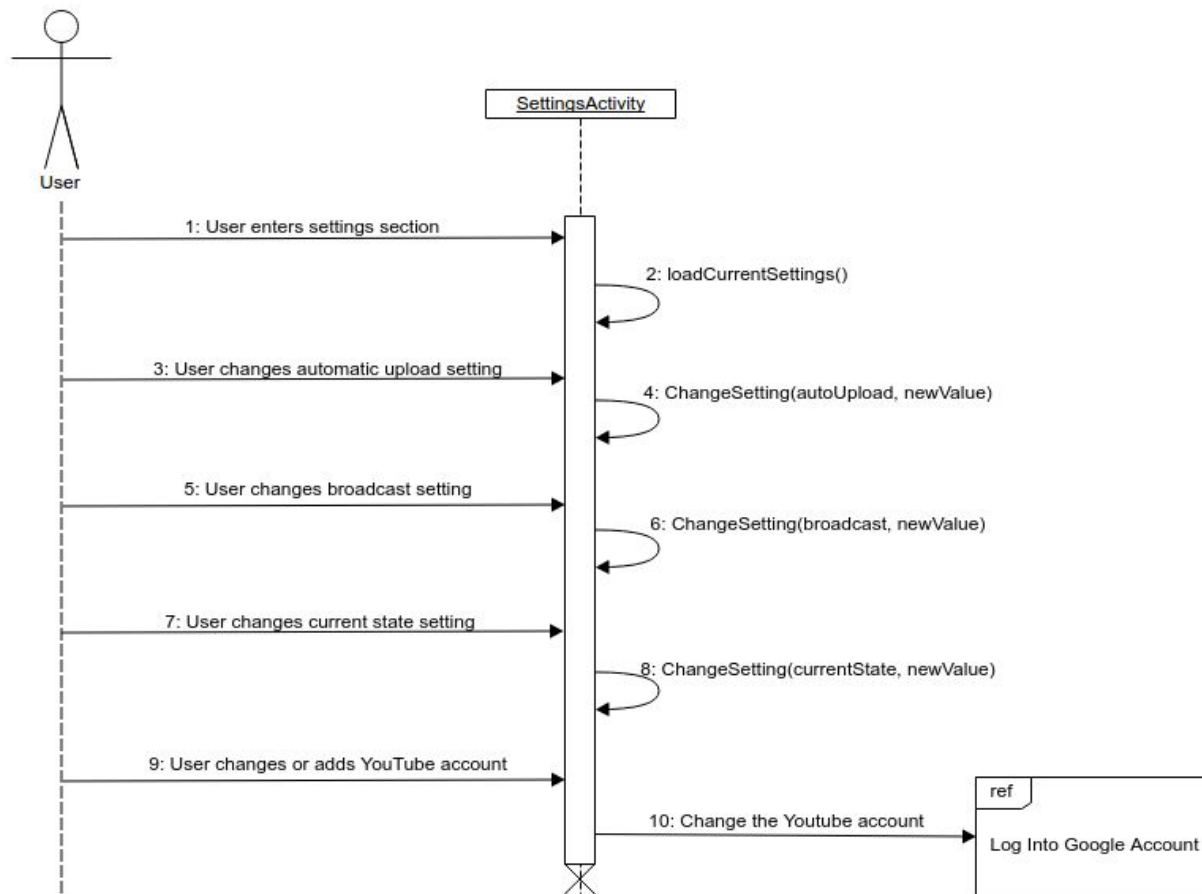 SettingsActivity
User
1: User enters settings section
2: loadCurrentSettings()
3: User changes automatic upload setting
4: ChangeSetting(autoUpload, newValue)
5: User changes broadcast setting
6: ChangeSetting(broadcast, newValue)
7: User changes current state setting
8: ChangeSetting(currentState, newValue)
9: User changes or adds YouTube account
ref
10: Change the Youtube account
Log Into Google Account